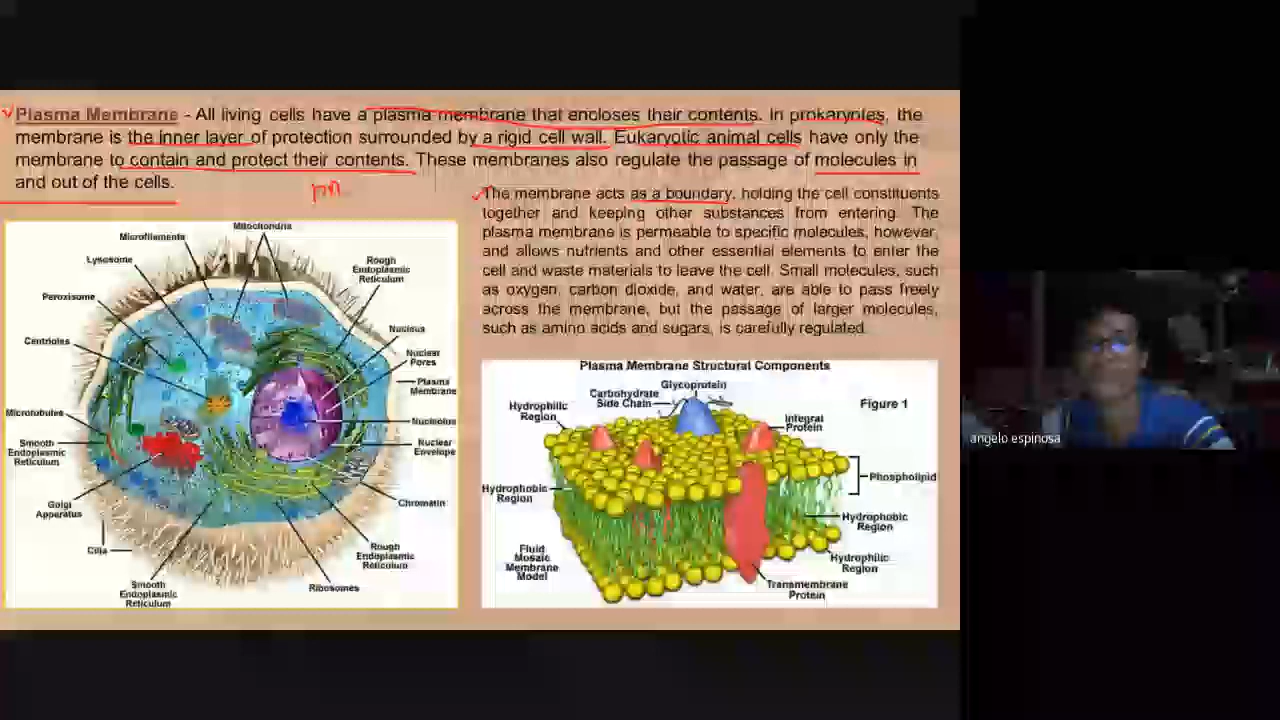 Plasma Membrane - All living cells have a plasma membrane that encloses their contents. In prokaryotes, the
membrane is the inner layer of protection surrounded by a rigid cell wall. Eukaryotic animal cells have only the
membrane to contain and protect their contents. These membranes also regulate the passage of molecules in
and out of the cells.
pm
The membrane acts as a boundary, holding the cell constituents
together and keeping other substances from entering. The
plasma membrane is permeable to specific molecules, however,
and allows nutrients and other essential elements to enter the
cell and waste materials to leave the cell. Small molecules, such
as oxygen, carbon dioxide, and water, are able to pass freely
across the membrane, but the passage of larger molecules,
such as amino acids and sugars, is carefully regulated.
Mitochondria
Microfilaments
Lysosome
Rough
Endoplasmic
Reticulum
Peroxisome
Nucleus
Centrioles
Nuclear
Pores
Plasma
Membrane
Microtubules
Nucleolus
Smooth
Endoplasmic
Reticulum
Nuclear
Envelope
Golgi
Apparatus
Chromatin
Cilia
Rough
Endoplasmic
Reticulum
Smooth
Endoplasmic
Reticulum
Ribosomes
Plasma Membrane Structural Components
Glycoprotein
Carbohydrate
Side Chain
Hydrophilic
Region
Integral
Protein
Figure 1
Phospholipid
Hydrophobic
Region
Hydrophobic
Region
Fluid
Mosaic
Membrane
Model
Hydrophilic
Region
Transmembrane
Protein
angelo espinosa